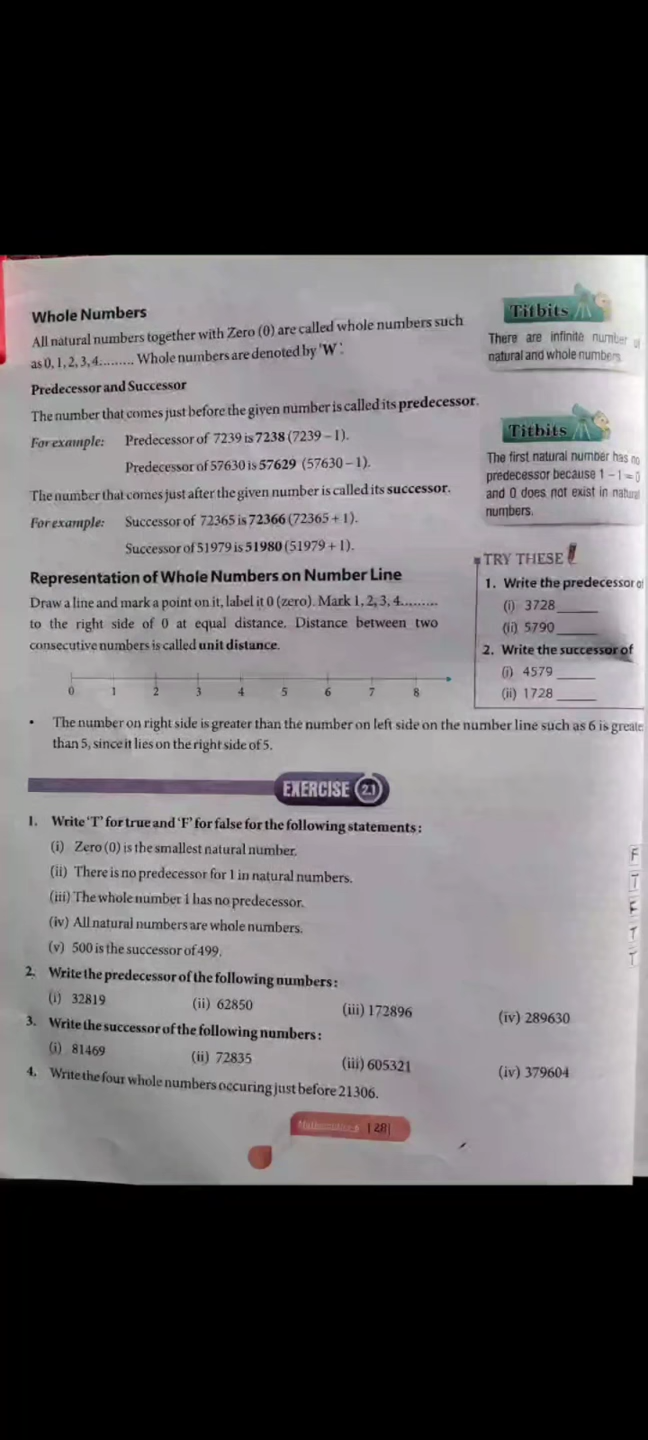 Whole Numbers
All natural numbers together with Zero (0) are called whole numbers such
as 0, 1, 2, 3, 4......... Whole numbers are denoted by 'W'.
Predecessor and Successor
The number that comes just before the given number is called its predecessor.
For example: Predecessor of 7239 is 7238 (7239 – 1).
Predecessor of 57630 is 57629 (57630 – 1).
The number that comes just after the given number is called its successor.
For example: Successor of 72365 is 72366 (72365 + 1).
Successor of 51979 is 51980 (51979 + 1).
Representation of Whole Numbers on Number Line
Draw a line and mark a point on it, label it 0 (zero). Mark 1, 2, 3, 4.........
to the right side of 0 at equal distance. Distance between two
consecutive numbers is called unit distance.
0 1 2 3 4 5 6 7 8
Titbits
There are infinite number of
natural and whole numbers.
Titbits
The first natural number has no
predecessor because 1 – 1 = 0
and 0 does not exist in natural
numbers.
TRY THESE
1. Write the predecessor of
(i) 3728 ______
(ii) 5790 ______
2. Write the successor of
(i) 4579 ______
(ii) 1728 ______
• The number on right side is greater than the number on left side on the number line such as 6 is greate
than 5, since it lies on the right side of 5.
EXERCISE 2.1
1. Write 'T' for true and 'F' for false for the following statements :
(i) Zero (0) is the smallest natural number. F
(ii) There is no predecessor for 1 in natural numbers. T
(iii) The whole number 1 has no predecessor. F
(iv) All natural numbers are whole numbers. T
(v) 500 is the successor of 499. T
2. Write the predecessor of the following numbers :
(i) 32819 (ii) 62850 (iii) 172896 (iv) 289630
3. Write the successor of the following numbers :
(i) 81469 (ii) 72835 (iii) 605321 (iv) 379604
4. Write the four whole numbers occuring just before 21306.
|28|